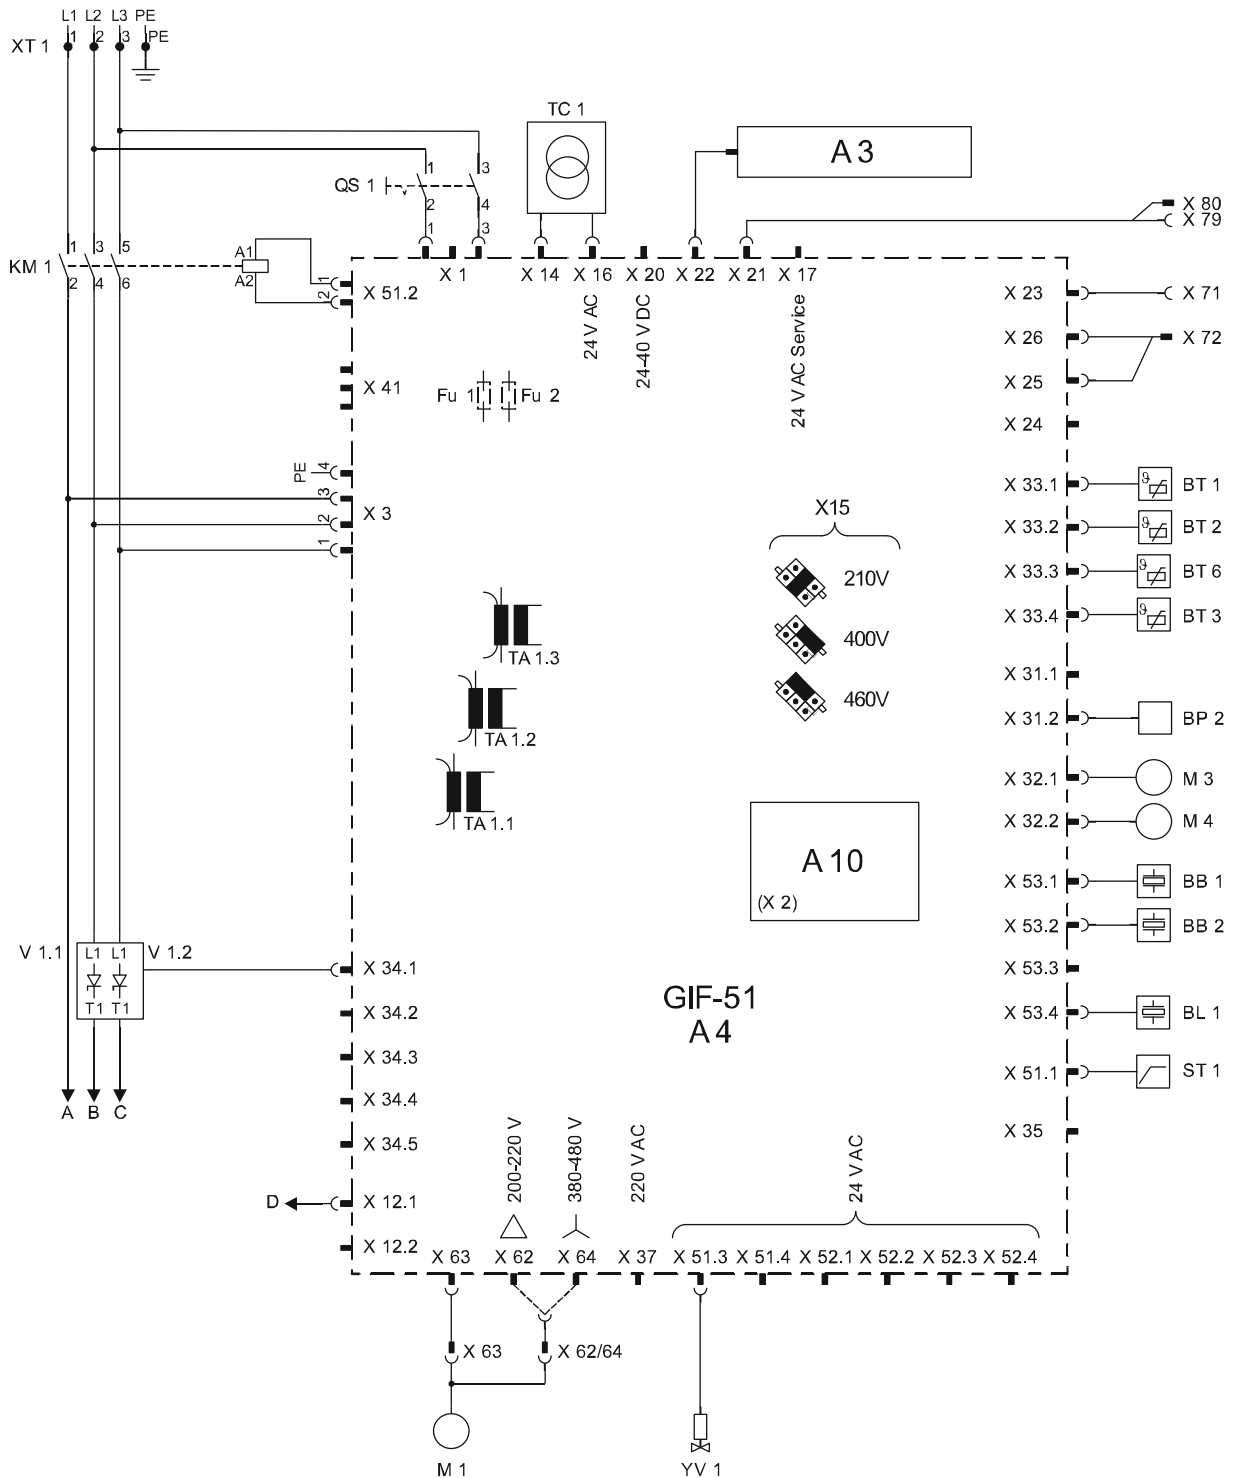 L1 L2 L3 PE
XT 1 1 2 3 PE
TC 1
A 3
QS 1 1 3
2 4
1 3
X 80
X 79
KM 1 1 3 5 A1
2 4 6 A2
1
2 X 51.2
X 1 X 14 X 16 X 20 X 22 X 21 X 17
24 V AC
24-40 V DC
24 V AC Service
X 23 X 71
X 26 X 72
X 25
X 24
X 41 Fu 1 Fu 2
PE 4
3
2 X 3
1
X15
210V
400V
460V
X 33.1 ϑ BT 1
X 33.2 ϑ BT 2
X 33.3 ϑ BT 6
X 33.4 ϑ BT 3
X 31.1
X 31.2 BP 2
X 32.1 M 3
X 32.2 M 4
X 53.1 BB 1
X 53.2 BB 2
X 53.3
X 53.4 BL 1
X 51.1 ST 1
X 35
TA 1.3
TA 1.2
TA 1.1
A 10
(X 2)
GIF-51
A 4
V 1.1 L1 L1 V 1.2
T1 T1
X 34.1
X 34.2
X 34.3
X 34.4
X 34.5
A B C
D X 12.1
X 12.2
200-220 V
380-480 V
220 V AC
24 V AC
X 63 X 62 X 64 X 37 X 51.3 X 51.4 X 52.1 X 52.2 X 52.3 X 52.4
X 63 X 62/64
M 1 YV 1